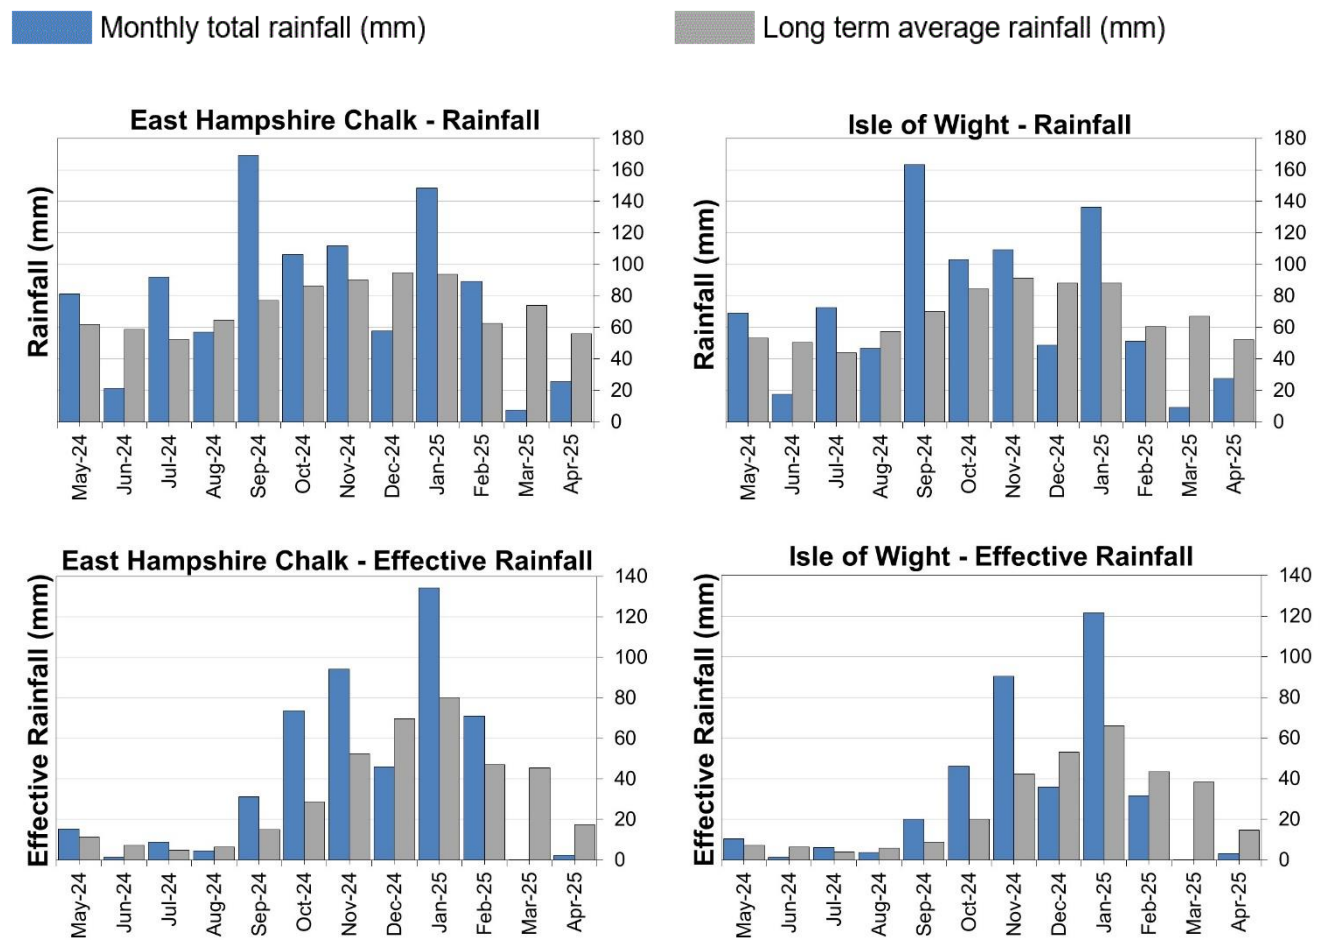 Monthly total rainfall (mm)
Long term average rainfall (mm)
East Hampshire Chalk - Rainfall
Rainfall (mm)
180
160
140
120
100
80
60
40
20
0
May-24
Jun-24
Jul-24
Aug-24
Sep-24
Oct-24
Nov-24
Dec-24
Jan-25
Feb-25
Mar-25
Apr-25
Isle of Wight - Rainfall
Rainfall (mm)
180
160
140
120
100
80
60
40
20
0
May-24
Jun-24
Jul-24
Aug-24
Sep-24
Oct-24
Nov-24
Dec-24
Jan-25
Feb-25
Mar-25
Apr-25
East Hampshire Chalk - Effective Rainfall
Effective Rainfall (mm)
140
120
100
80
60
40
20
0
May-24
Jun-24
Jul-24
Aug-24
Sep-24
Oct-24
Nov-24
Dec-24
Jan-25
Feb-25
Mar-25
Apr-25
Isle of Wight - Effective Rainfall
Effective Rainfall (mm)
140
120
100
80
60
40
20
0
May-24
Jun-24
Jul-24
Aug-24
Sep-24
Oct-24
Nov-24
Dec-24
Jan-25
Feb-25
Mar-25
Apr-25